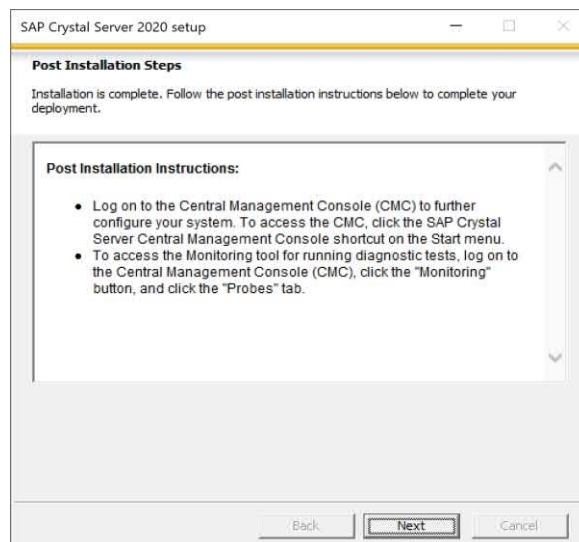 SAP Crystal Server 2020 setup
Post Installation Steps
Installation is complete. Follow the post installation instructions below to complete your
deployment.
Post Installation Instructions:
● Log on to the Central Management Console (CMC) to further
configure your system. To access the CMC, click the SAP Crystal
Server Central Management Console shortcut on the Start menu.
● To access the Monitoring tool for running diagnostic tests, log on to
the Central Management Console (CMC), click the "Monitoring"
button, and click the "Probes" tab.
Back Next Cancel